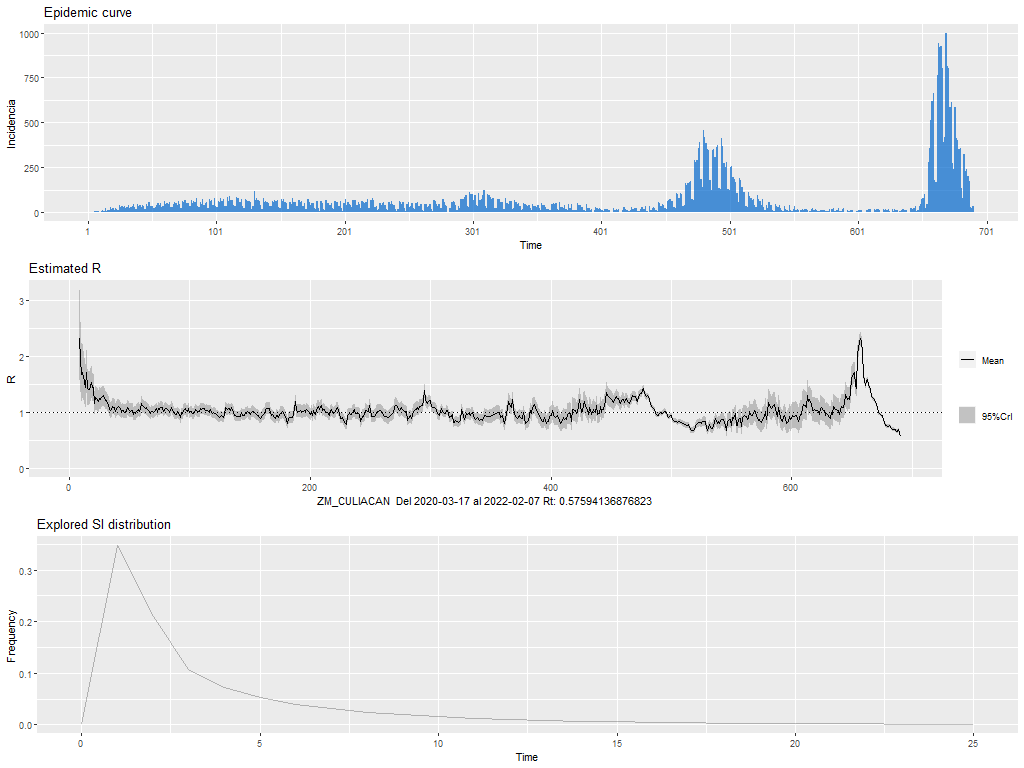 Epidemic curve
1000
750
500
250
0
Incidencia
1 101 201 301 401 501 601 701
Time
Estimated R
3
2
1
0
R
0 200 400 600
ZM_CULIACAN Del 2020-03-17 al 2022-02-07 Rt: 0.57594136876823
Mean
95%CrI
Explored SI distribution
0.3
0.2
0.1
0.0
Frequency
0 5 10 15 20 25
Time